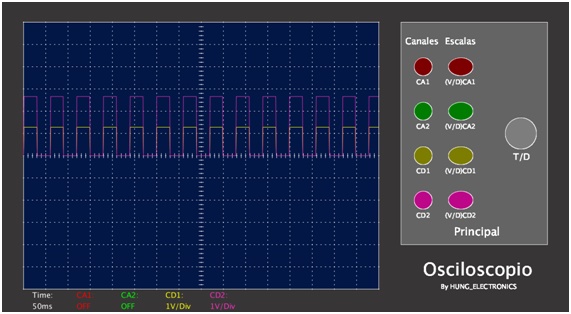 Canales Escalas
CA1 (V/D)CA1
CA2 (V/D)CA2
T/D
CD1 (V/D)CD1
CD2 (V/D)CD2
Principal
Osciloscopio
By HUNG_ELECTRONICS
Time: CA1: CA2: CD1: CD2:
50ms OFF OFF 1V/Div 1V/Div